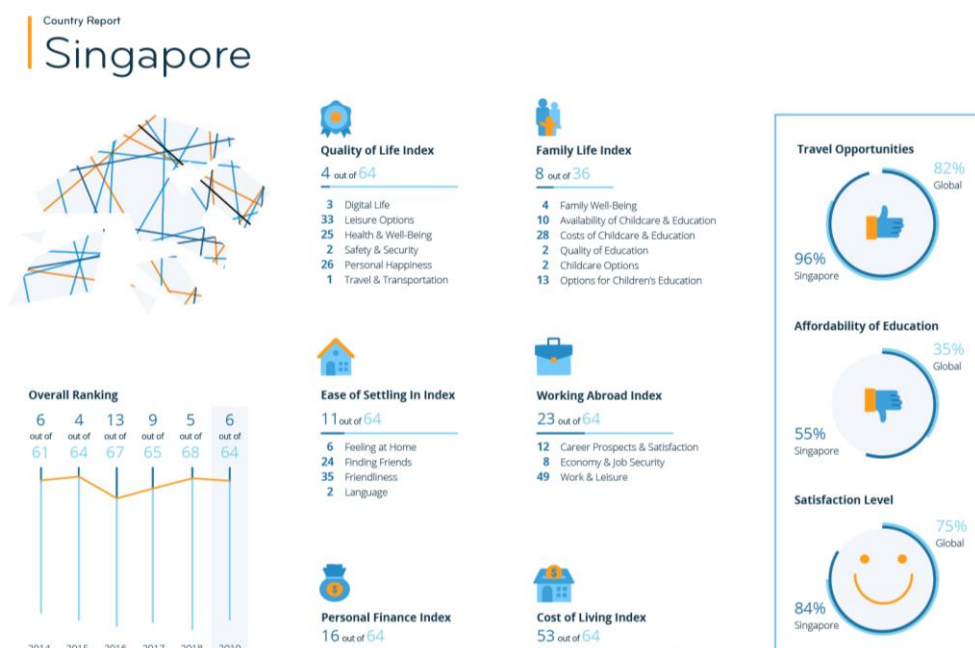 Country Report
Singapore
Quality of Life Index
4 out of 64
3 Digital Life
33 Leisure Options
25 Health & Well-Being
2 Safety & Security
26 Personal Happiness
1 Travel & Transportation
Family Life Index
8 out of 36
4 Family Well-Being
10 Availability of Childcare & Education
28 Costs of Childcare & Education
2 Quality of Education
2 Childcare Options
13 Options for Children's Education
Overall Ranking
6 4 13 9 5 6
out of out of out of out of out of out of
61 64 67 65 68 64
2014 2015 2016 2017 2018 2019
Ease of Settling In Index
11 out of 64
6 Feeling at Home
24 Finding Friends
35 Friendliness
2 Language
Working Abroad Index
23 out of 64
12 Career Prospects & Satisfaction
8 Economy & Job Security
49 Work & Leisure
Personal Finance Index
16 out of 64
Cost of Living Index
53 out of 64
Travel Opportunities
82%
Global
96%
Singapore
Affordability of Education
35%
Global
55%
Singapore
Satisfaction Level
75%
Global
84%
Singapore